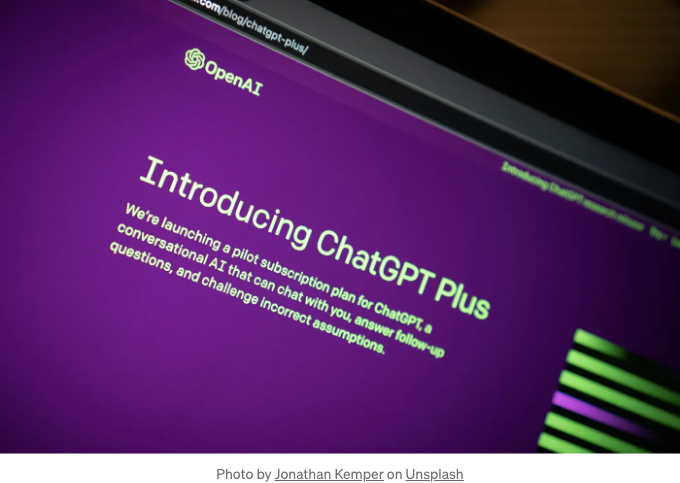 .com/blog/chatgpt-plus/
OpenAI
Introducing ChatGPT research release
Introducing ChatGPT Plus
We're launching a pilot subscription plan for ChatGPT, a
conversational AI that can chat with you, answer follow-up
questions, and challenge incorrect assumptions.
Photo by Jonathan Kemper on Unsplash